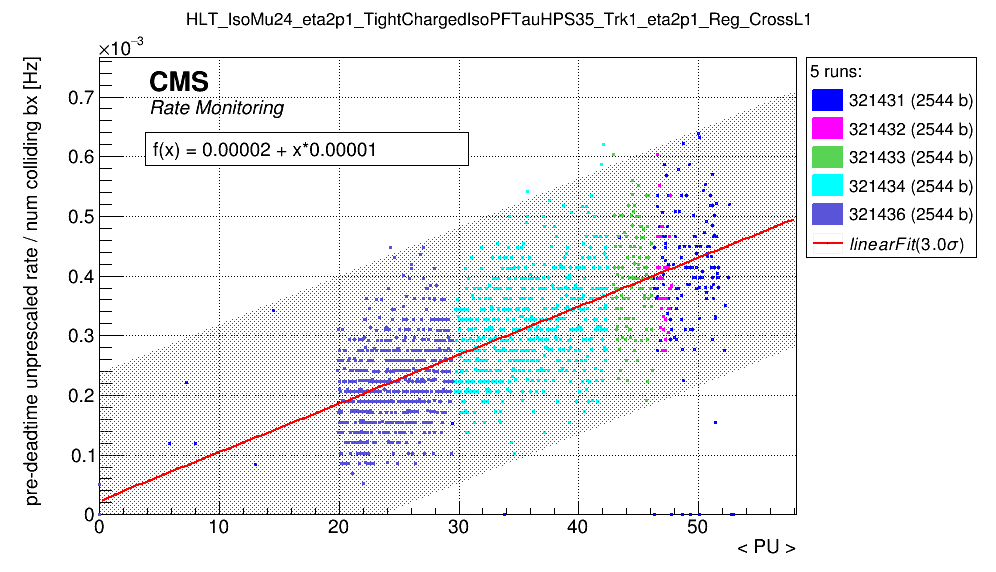 HLT_IsoMu24_eta2p1_TightChargedIsoPFTauHPS35_Trk1_eta2p1_Reg_CrossL1
×10⁻³
CMS
Rate Monitoring
f(x) = 0.00002 + x*0.00001
pre-deadtime unprescaled rate / num colliding bx [Hz]
0.7
0.6
0.5
0.4
0.3
0.2
0.1
0
0 10 20 30 40 50
< PU >
5 runs:
321431 (2544 b)
321432 (2544 b)
321433 (2544 b)
321434 (2544 b)
321436 (2544 b)
linearFit(3.0σ)